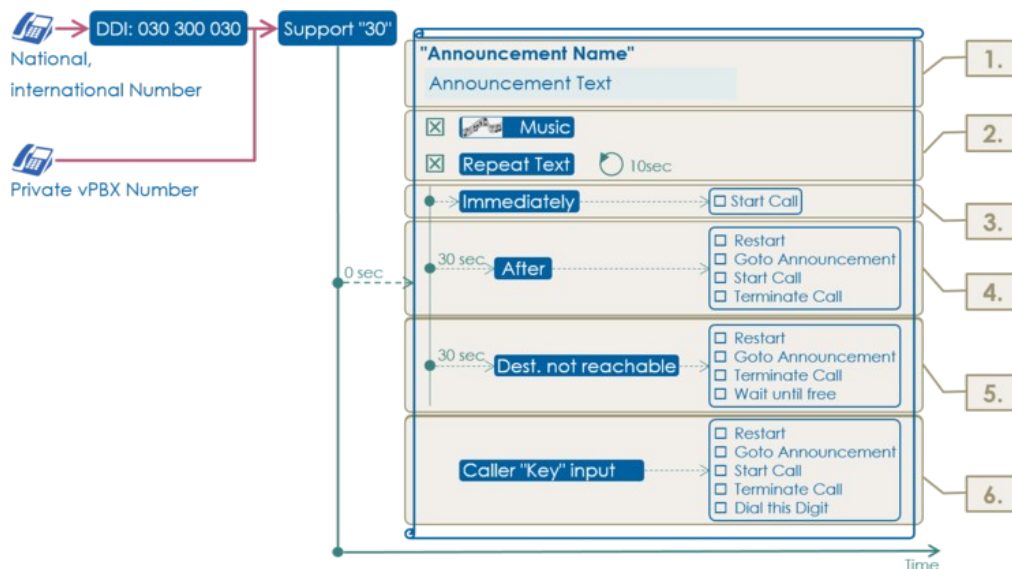 DDI: 030 300 030
Support "30"
National,
international Number
Private vPBX Number
"Announcement Name"
Announcement Text
1.
Music
Repeat Text
10sec
2.
Immediately
Start Call
3.
0 sec
30 sec
After
Restart
Goto Announcement
Start Call
Terminate Call
4.
30 sec
Dest. not reachable
Restart
Goto Announcement
Terminate Call
Wait until free
5.
Caller "Key" input
Restart
Goto Announcement
Start Call
Terminate Call
Dial this Digit
6.
Time